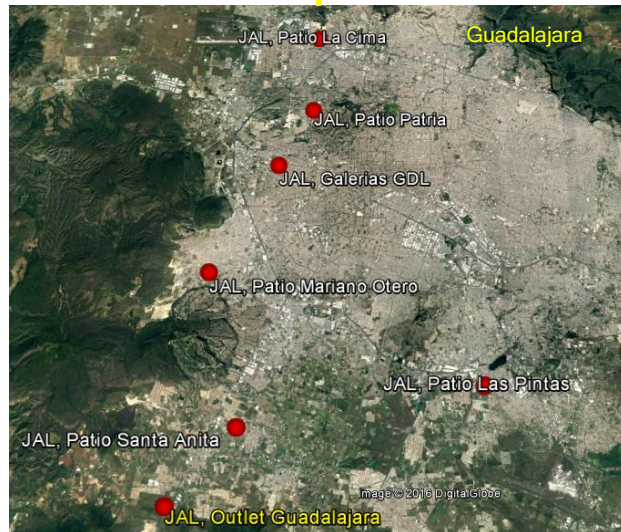 JAL, Patio La Cima
Guadalajara
JAL, Patio Patria
JAL, Galerias GDL
JAL, Patio Mariano Otero
JAL, Patio Las Pintas
JAL, Patio Santa Anita
Image © 2016 DigitalGlobe
JAL, Outlet Guadalajara